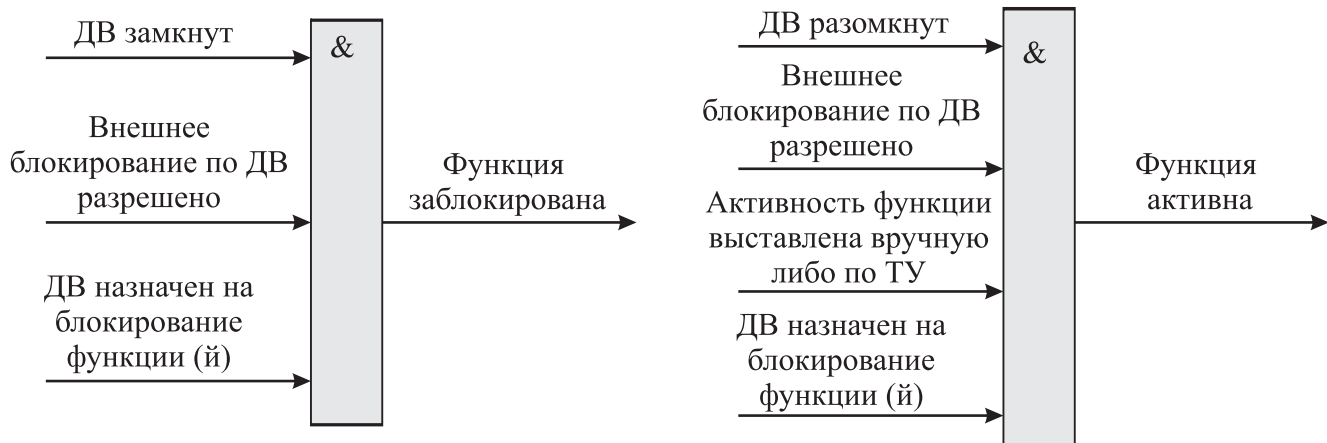 ДВ замкнут
&
Внешнее
блокирование по ДВ
разрешено
ДВ назначен на
блокирование
функции (й)
Функция
заблокирована
ДВ разомкнут
&
Внешнее
блокирование по ДВ
разрешено
Активность функции
выставлена вручную
либо по ТУ
ДВ назначен на
блокирование
функции (й)
Функция
активна